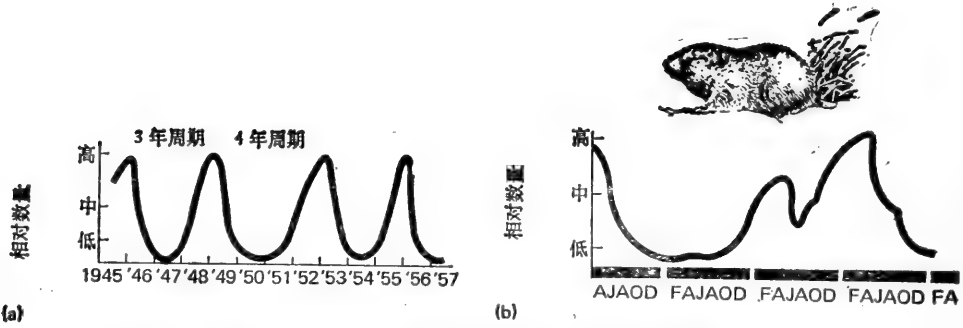 3年周期 4年周期
高
中
低
相对数量
1945 '46 '47 '48 '49 '50 '51 '52 '53 '54 '55 '56 '57
(a)
高
中
低
相对数量
AJAOD FAJAOD FAJAOD FAJAOD FA
(b)